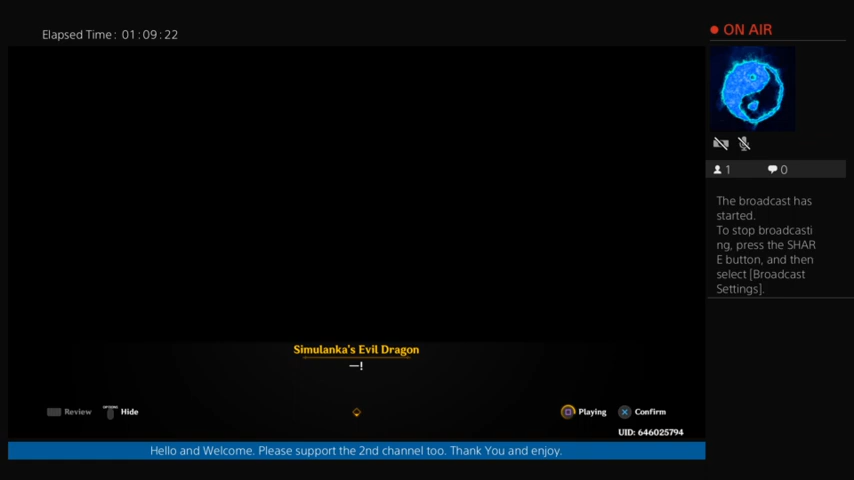 Elapsed Time: 01:09:22
ON AIR
1
0
The broadcast has
started.
To stop broadcasti
ng, press the SHAR
E button, and then
select [Broadcast
Settings].
Simulanka's Evil Dragon
—!
Review
OPTIONS
Hide
Playing
Confirm
UID: 646025794
Hello and Welcome. Please support the 2nd channel too. Thank You and enjoy.